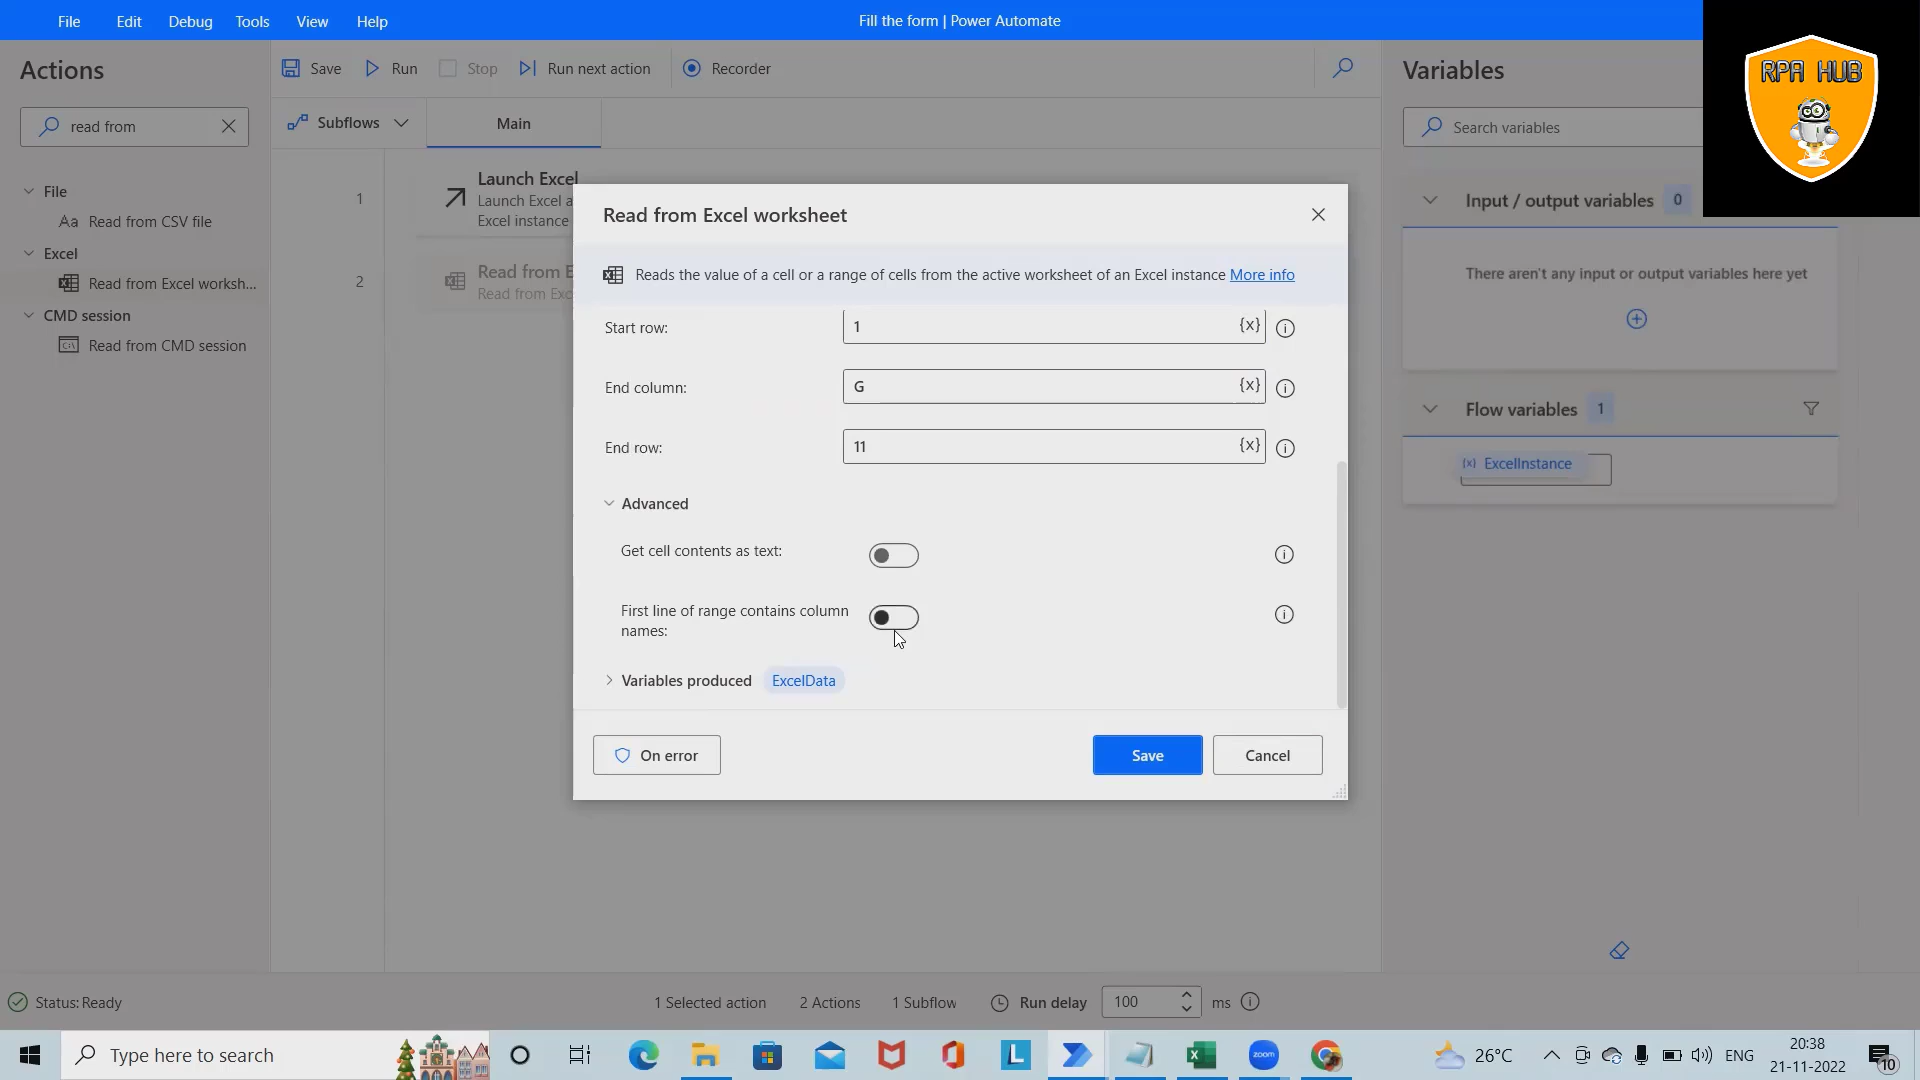 File Edit Debug Tools View Help
Fill the form | Power Automate
RPA HUB
Actions
Save Run Stop Run next action Recorder
Variables
read from
Subflows
Main
Search variables
File
Read from CSV file
Excel
Read from Excel worksh...
CMD session
Read from CMD session
1
Launch Excel
Launch Excel a
Excel instance
2
Read from E
Read from Exc
Read from Excel worksheet
Reads the value of a cell or a range of cells from the active worksheet of an Excel instance More info
Start row: 1 {x}
End column: G {x}
End row: 11 {x}
Advanced
Get cell contents as text:
First line of range contains column
names:
Variables produced ExcelData
On error
Save
Cancel
Input / output variables 0
There aren't any input or output variables here yet
Flow variables 1
{x} ExcelInstance
Status: Ready
1 Selected action 2 Actions 1 Subflow Run delay 100 ms
Type here to search
L
zoom
26°C
ENG
20:38
21-11-2022
10